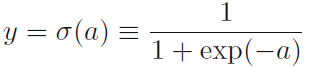 y = σ(a) ≡ 1 / (1 + exp(−a))